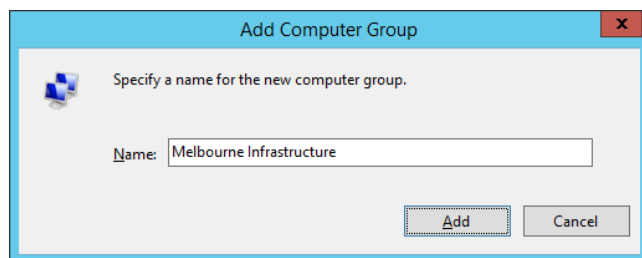 Add Computer Group
x
Specify a name for the new computer group.
Name: Melbourne Infrastructure
Add Cancel